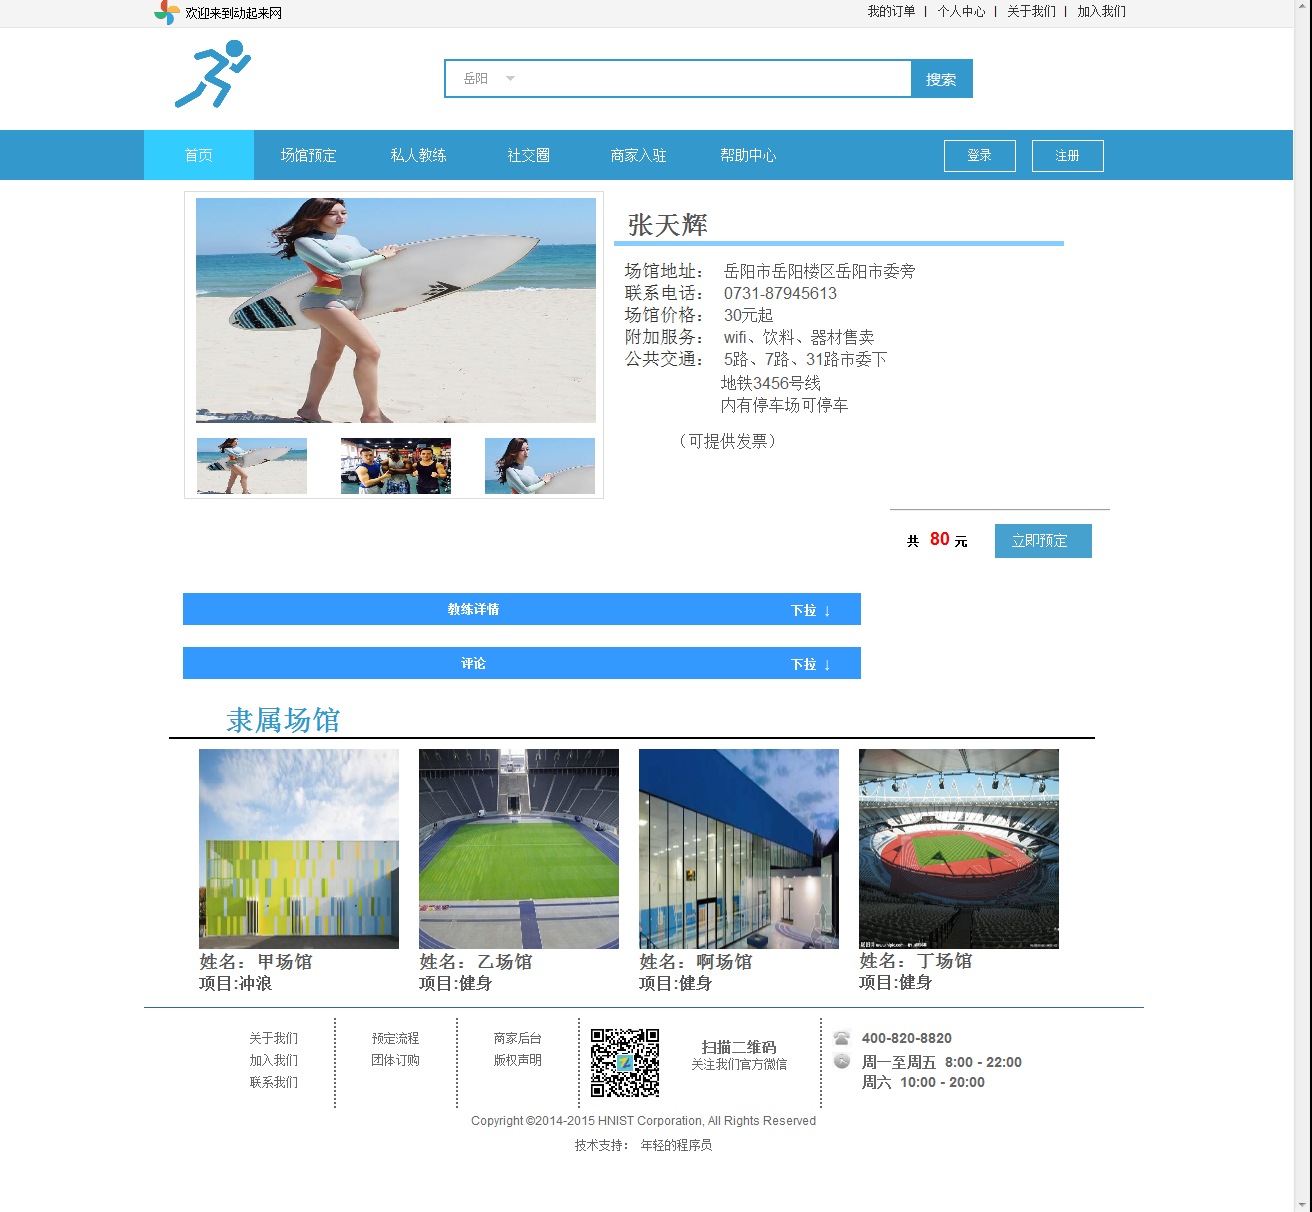 欢迎来到动起来网
我的订单 | 个人中心 | 关于我们 | 加入我们
岳阳
搜索
首页 场馆预定 私人教练 社交圈 商家入驻 帮助中心 登录 注册
张天辉
场馆地址： 岳阳市岳阳楼区岳阳市委旁
联系电话： 0731-87945613
场馆价格： 30元起
附加服务： wifi、饮料、器材售卖
公共交通： 5路、7路、31路市委下
地铁3456号线
内有停车场可停车
（可提供发票）
共 80 元 立即预定
教练详情 下拉 ↓
评论 下拉 ↓
隶属场馆
姓名：甲场馆
项目:冲浪
姓名：乙场馆
项目:健身
姓名：啊场馆
项目:健身
姓名：丁场馆
项目:健身
关于我们
加入我们
联系我们
预定流程
团体订购
商家后台
版权声明
扫描二维码
关注我们官方微信
400-820-8820
周一至周五 8:00 - 22:00
周六 10:00 - 20:00
Copyright ©2014-2015 HNIST Corporation, All Rights Reserved
技术支持： 年轻的程序员